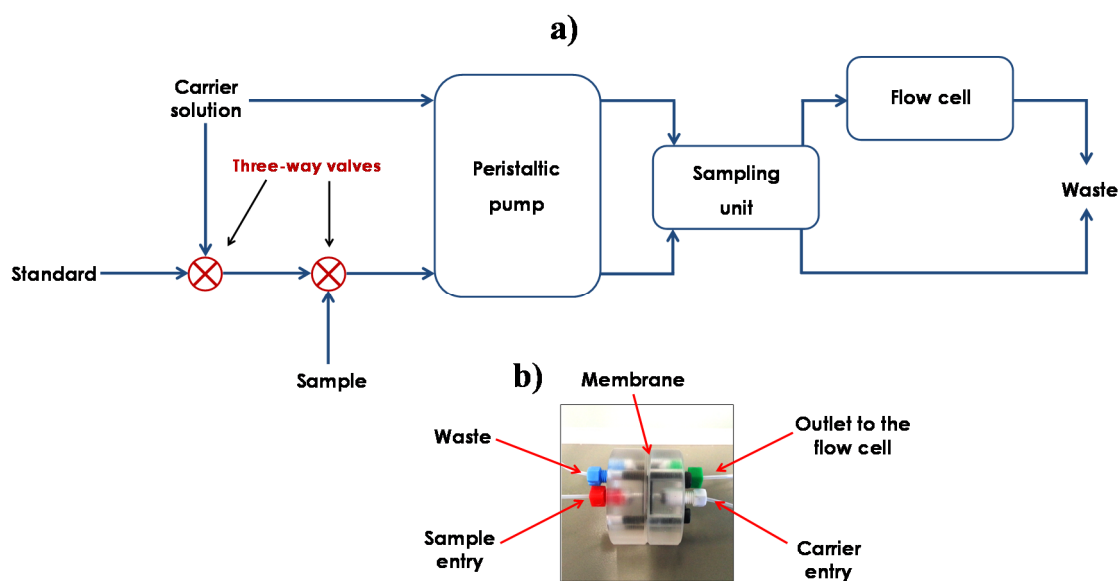 a)
Carrier
solution
Flow cell
Three-way valves
Peristaltic
pump
Sampling
unit
Waste
Standard
Sample
b)
Membrane
Waste
Outlet to the
flow cell
Sample
entry
Carrier
entry